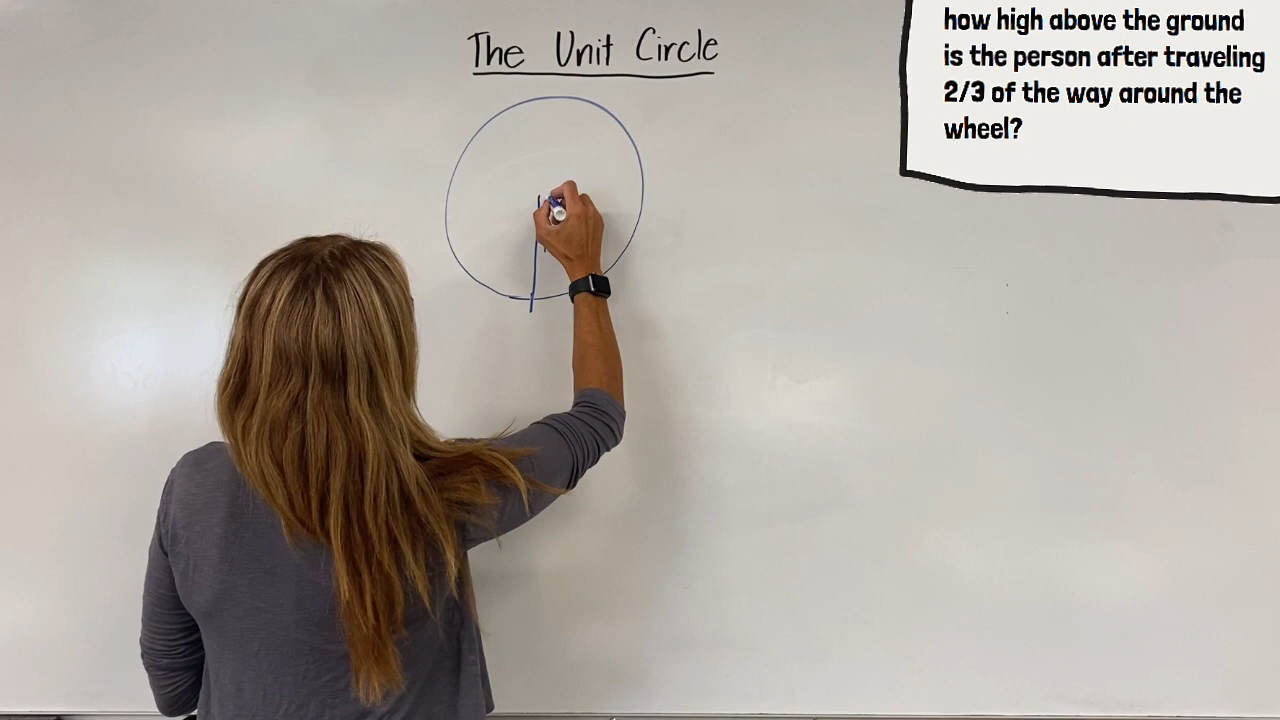 The Unit Circle
how high above the ground
is the person after traveling
2/3 of the way around the
wheel?